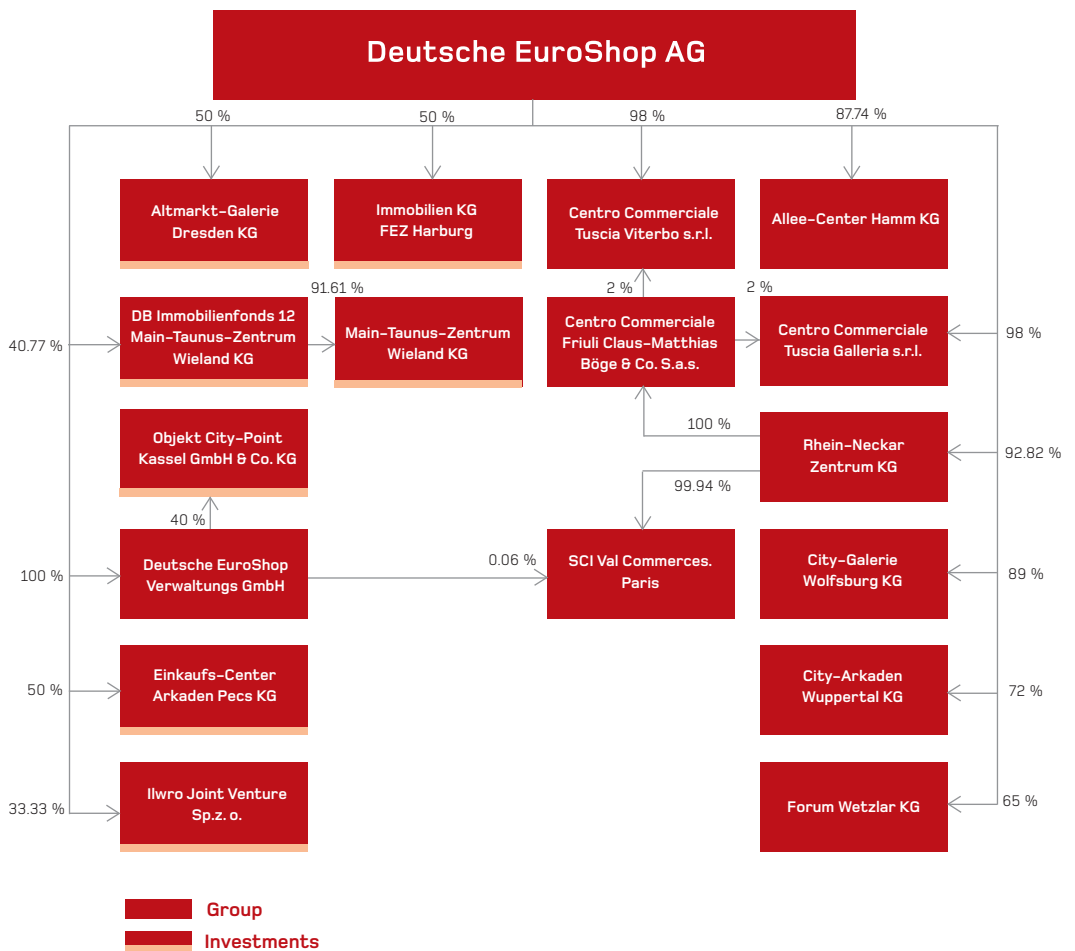 Deutsche EuroShop AG
50 %
50 %
98 %
87.74 %
Altmarkt-Galerie
Dresden KG
Immobilien KG
FEZ Harburg
Centro Commerciale
Tuscia Viterbo s.r.l.
Allee-Center Hamm KG
91.61 %
2 %
2 %
40.77 %
DB Immobilienfonds 12
Main-Taunus-Zentrum
Wieland KG
Main-Taunus-Zentrum
Wieland KG
Centro Commerciale
Friuli Claus-Matthias
Böge & Co. S.a.s.
Centro Commerciale
Tuscia Galleria s.r.l.
98 %
Objekt City-Point
Kassel GmbH & Co. KG
100 %
Rhein-Neckar
Zentrum KG
92.82 %
99.94 %
40 %
100 %
Deutsche EuroShop
Verwaltungs GmbH
0.06 %
SCI Val Commerces.
Paris
City-Galerie
Wolfsburg KG
89 %
50 %
Einkaufs-Center
Arkaden Pecs KG
City-Arkaden
Wuppertal KG
72 %
33.33 %
Ilwro Joint Venture
Sp.z. o.
Forum Wetzlar KG
65 %
Group
Investments